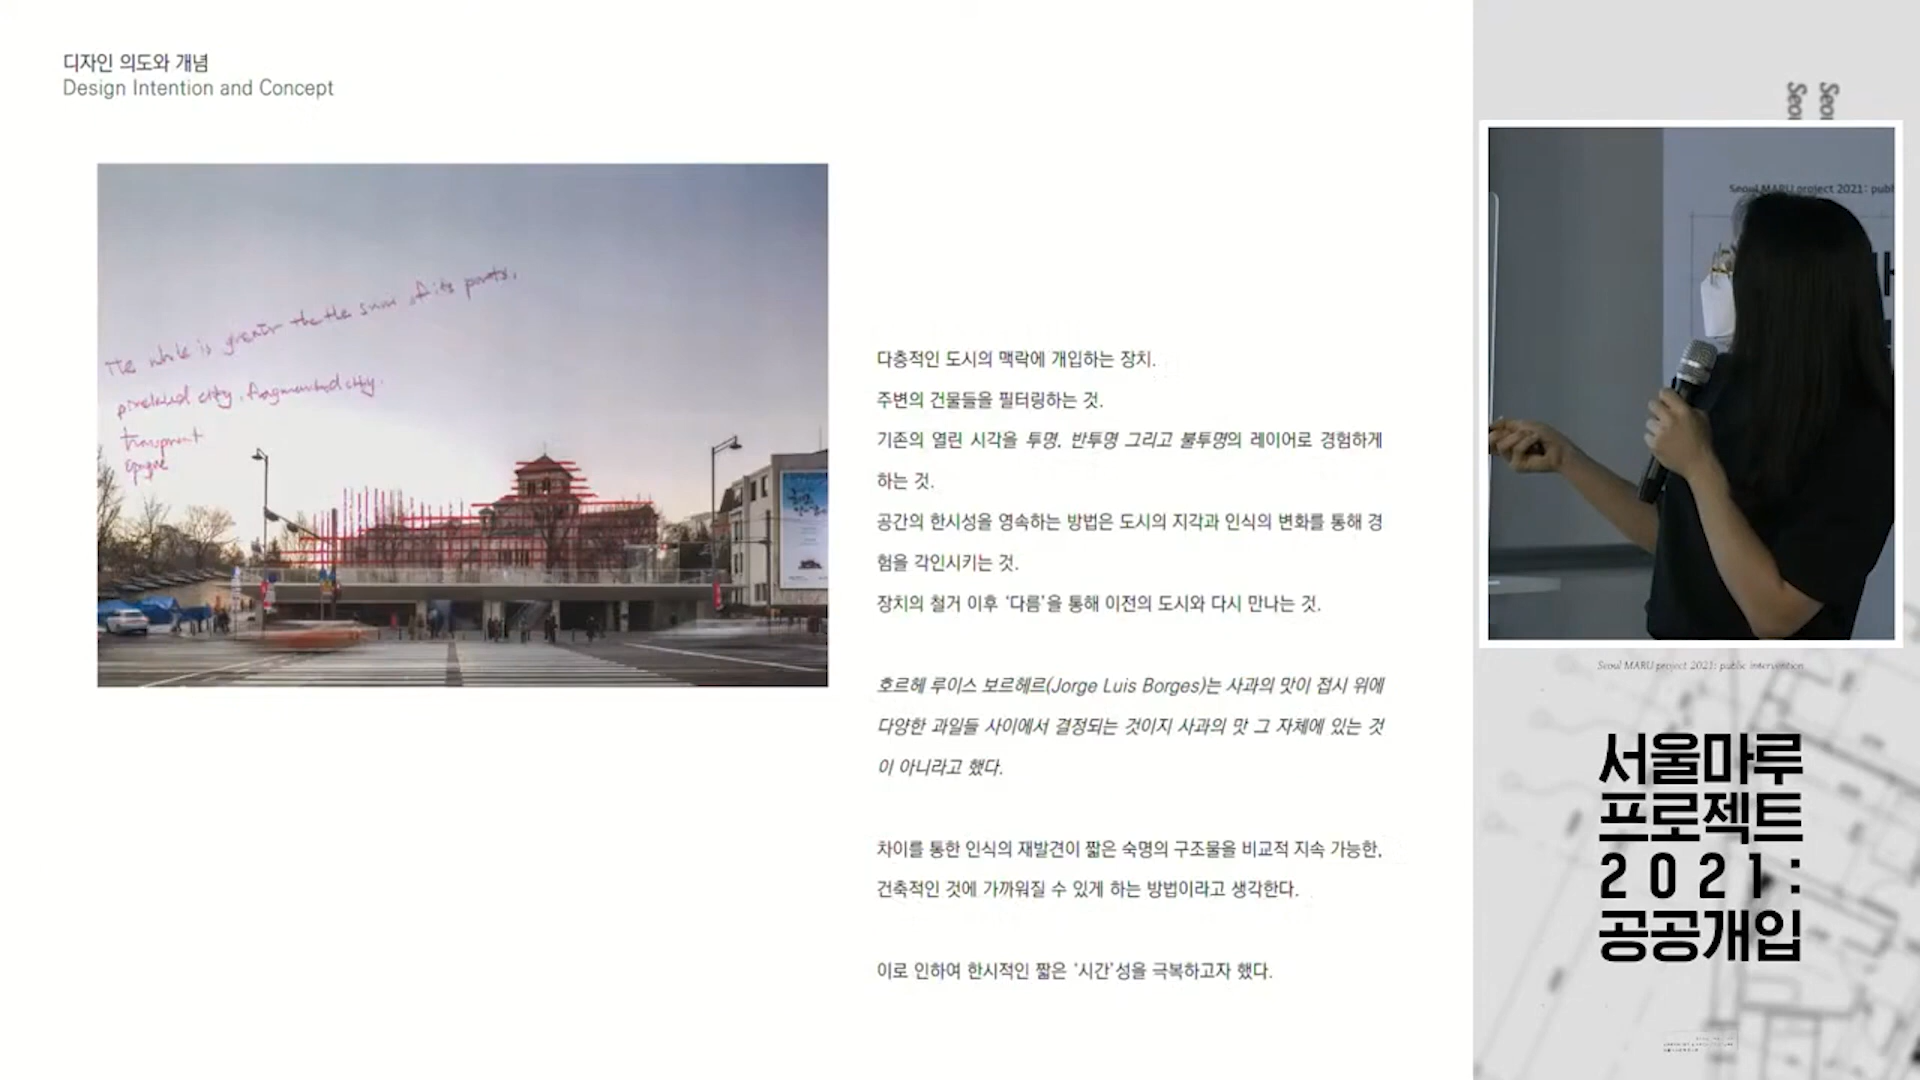 디자인 의도와 개념
Design Intention and Concept
The whole is greater the the sum of its parts.
pixelated city, fragmented city.
transparent
Opaque
다층적인 도시의 맥락에 개입하는 장치.
주변의 건물들을 필터링하는 것.
기존의 열린 시각을 투명, 반투명 그리고 불투명의 레이어로 경험하게
하는 것.
공간의 한시성을 영속하는 방법은 도시의 지각과 인식의 변화를 통해 경
험을 각인시키는 것.
장치의 철거 이후 '다름'을 통해 이전의 도시와 다시 만나는 것.
호르헤 루이스 보르헤르(Jorge Luis Borges)는 사과의 맛이 접시 위에
다양한 과일들 사이에서 결정되는 것이지 사과의 맛 그 자체에 있는 것
이 아니라고 했다.
차이를 통한 인식의 재발견이 짧은 숙명의 구조물을 비교적 지속 가능한,
건축적인 것에 가까워질 수 있게 하는 방법이라고 생각한다.
이로 인하여 한시적인 짧은 '시간'성을 극복하고자 했다.
Seou
Seou
Seoul MARU project 2021: publ
Seoul MARU project 2021: public intervention
서울마루
프로젝트
2021:
공공개입